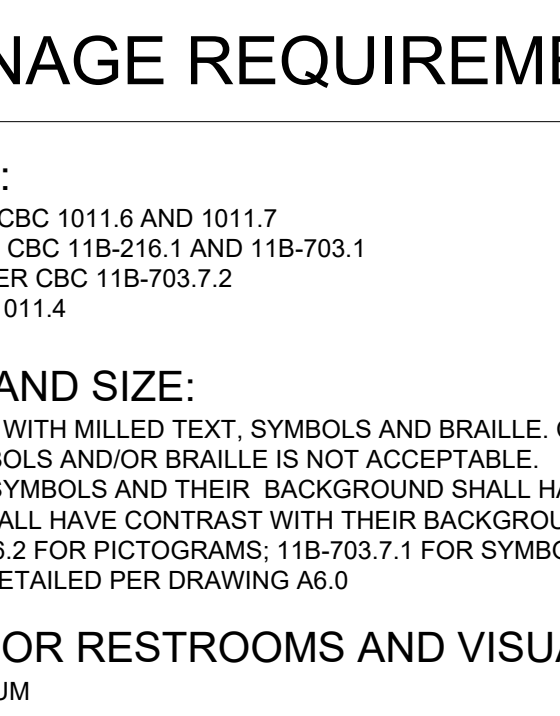 NAGE REQUIREME
:
CBC 1011.6 AND 1011.7
CBC 11B-216.1 AND 11B-703.1
ER CBC 11B-703.7.2
011.4
AND SIZE:
WITH MILLED TEXT, SYMBOLS AND BRAILLE.
BOLS AND/OR BRAILLE IS NOT ACCEPTABLE.
SYMBOLS AND THEIR BACKGROUND SHALL HA
ALL HAVE CONTRAST WITH THEIR BACKGROU
6.2 FOR PICTOGRAMS; 11B-703.7.1 FOR SYMBO
ETAILED PER DRAWING A6.0
OR RESTROOMS AND VISUA
UM